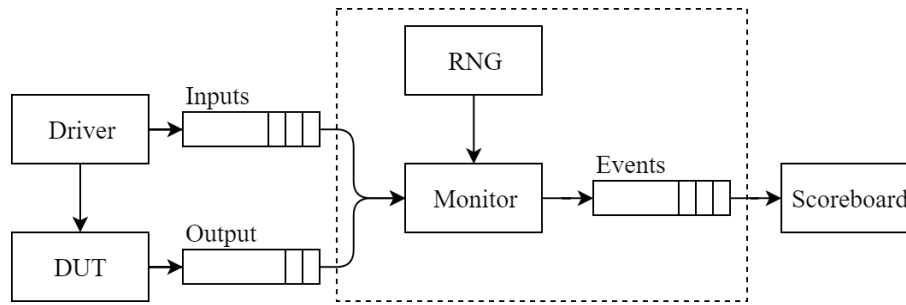 RNG
Inputs
Driver
Events
Monitor
Scoreboard
Output
DUT